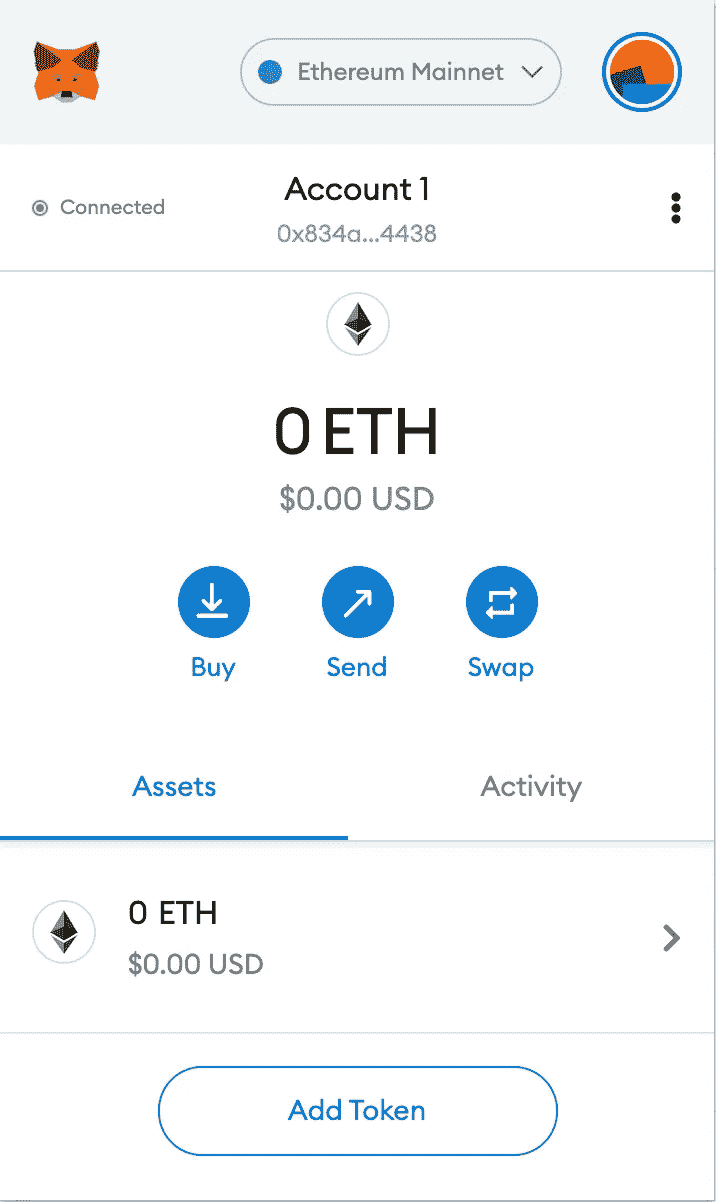 Ethereum Mainnet
Connected
Account 1
0x834a...4438
0 ETH
$0.00 USD
Buy
Send
Swap
Assets
Activity
0 ETH
$0.00 USD
Add Token